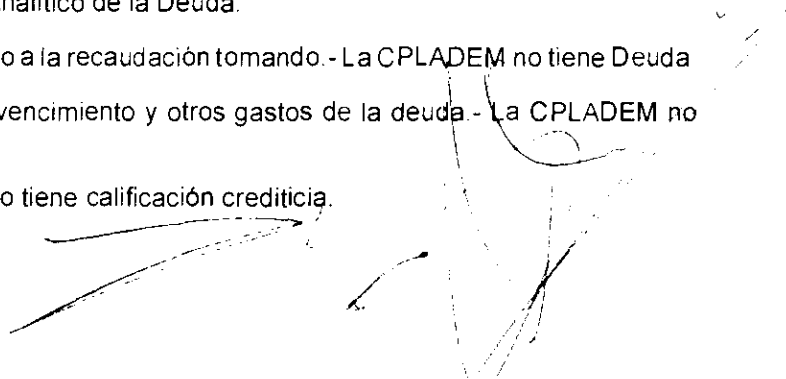 nalítico de la Deuda.
o a la recaudación tomando.- La CPLADEM no tiene Deuda
vencimiento y otros gastos de la deuda.- La CPLADEM no
o tiene calificación crediticia.